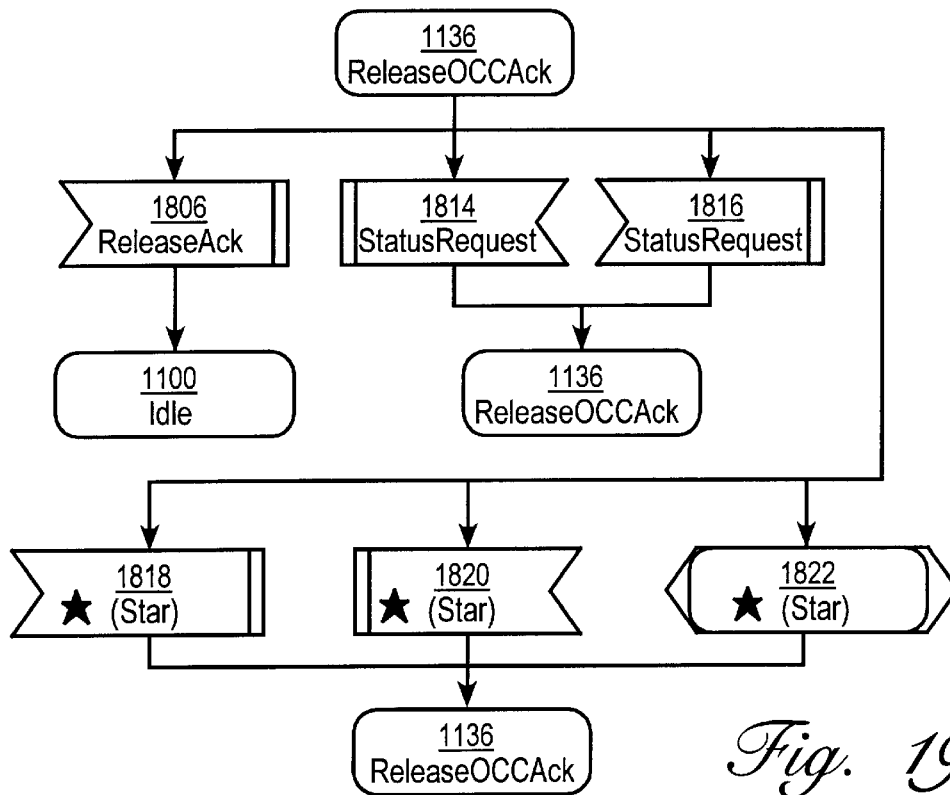 1136
ReleaseOCCAck
1806
ReleaseAck
1814
StatusRequest
1816
StatusRequest
1100
Idle
1136
ReleaseOCCAck
1818
(Star)
1820
(Star)
1822
(Star)
1136
ReleaseOCCAck
Fig. 19